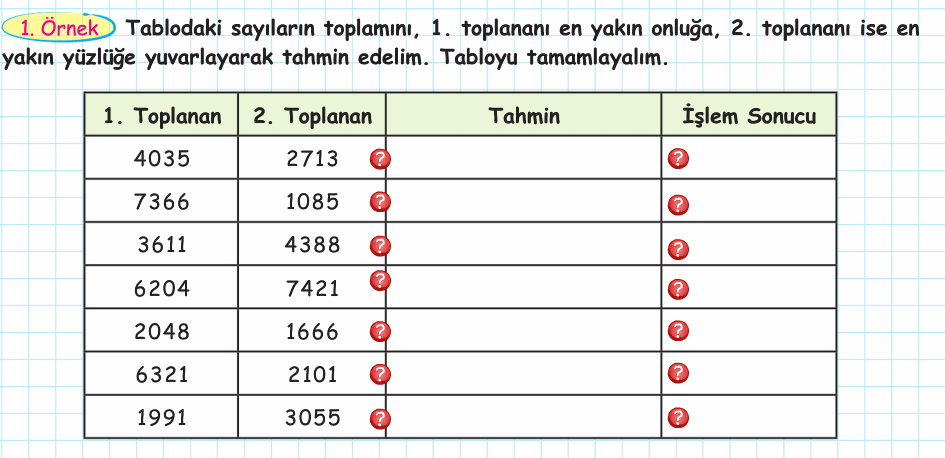 1. Örnek Tablodaki sayıların toplamını, 1. toplananı en yakın onluğa, 2. toplananı ise en
yakın yüzlüğe yuvarlayarak tahmin edelim. Tabloyu tamamlayalım.
1. Toplanan 2. Toplanan Tahmin İşlem Sonucu
4035 2713 ? ?
7366 1085 ? ?
3611 4388 ? ?
6204 7421 ? ?
2048 1666 ? ?
6321 2101 ? ?
1991 3055 ? ?